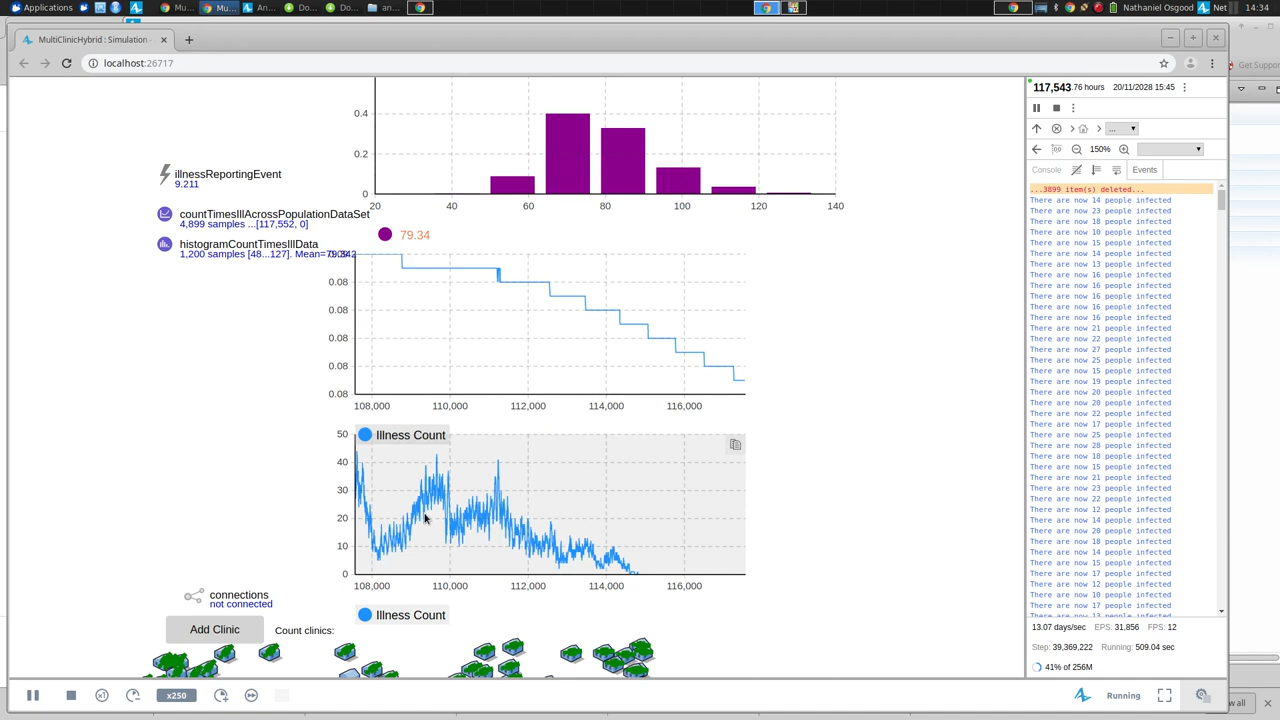 Applications
Mu...
Mu...
An...
Do...
Do...
an...
Nathaniel Osgood
Net
14:34
MultiClinicHybrid : Simulation -
localhost:26717
Get Suppor
0.4
0.2
0
20 40 60 80 100 120 140
illnessReportingEvent
9.211
countTimesIllAcrossPopulationDataSet
4,899 samples ...[117,552, 0]
histogramCountTimesIllData
1,200 samples [48...127]. Mean=79.342
79.34
0.08
0.08
0.08
0.08
0.08
108,000 110,000 112,000 114,000 116,000
Illness Count
50
40
30
20
10
0
108,000 110,000 112,000 114,000 116,000
Illness Count
connections
not connected
Add Clinic
Count clinics:
117,543.76 hours 20/11/2028 15:45
...
150%
Console
Events
...3899 item(s) deleted...
There are now 14 people infected
There are now 23 people infected
There are now 18 people infected
There are now 10 people infected
There are now 15 people infected
There are now 14 people infected
There are now 13 people infected
There are now 16 people infected
There are now 16 people infected
There are now 16 people infected
There are now 16 people infected
There are now 16 people infected
There are now 21 people infected
There are now 22 people infected
There are now 27 people infected
There are now 25 people infected
There are now 15 people infected
There are now 19 people infected
There are now 20 people infected
There are now 20 people infected
There are now 22 people infected
There are now 17 people infected
There are now 25 people infected
There are now 28 people infected
There are now 18 people infected
There are now 15 people infected
There are now 21 people infected
There are now 23 people infected
There are now 22 people infected
There are now 12 people infected
There are now 14 people infected
There are now 20 people infected
There are now 18 people infected
There are now 14 people infected
There are now 15 people infected
There are now 17 people infected
There are now 12 people infected
There are now 10 people infected
There are now 17 people infected
There are now 13 people infected
13.07 days/sec EPS: 31,856 FPS: 12
Step: 39,369,222 Running: 509.04 sec
41% of 256M
x1
x250
Running
w all